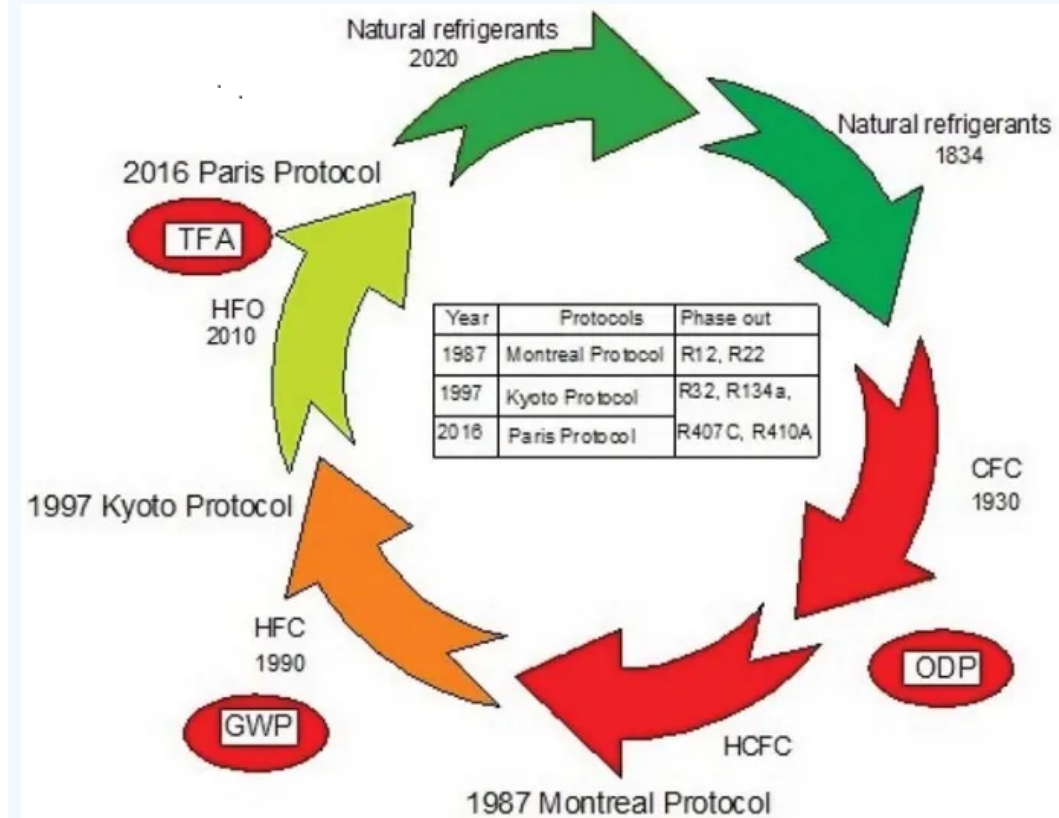 Natural refrigerants
2020
Natural refrigerants
1834
2016 Paris Protocol
TFA
HFO
2010
Year Protocols Phase out
1987 Montreal Protocol R12, R22
1997 Kyoto Protocol R32, R134a,
2016 Paris Protocol R407C, R410A
CFC
1930
1997 Kyoto Protocol
HFC
1990
ODP
GWP
HCFC
1987 Montreal Protocol